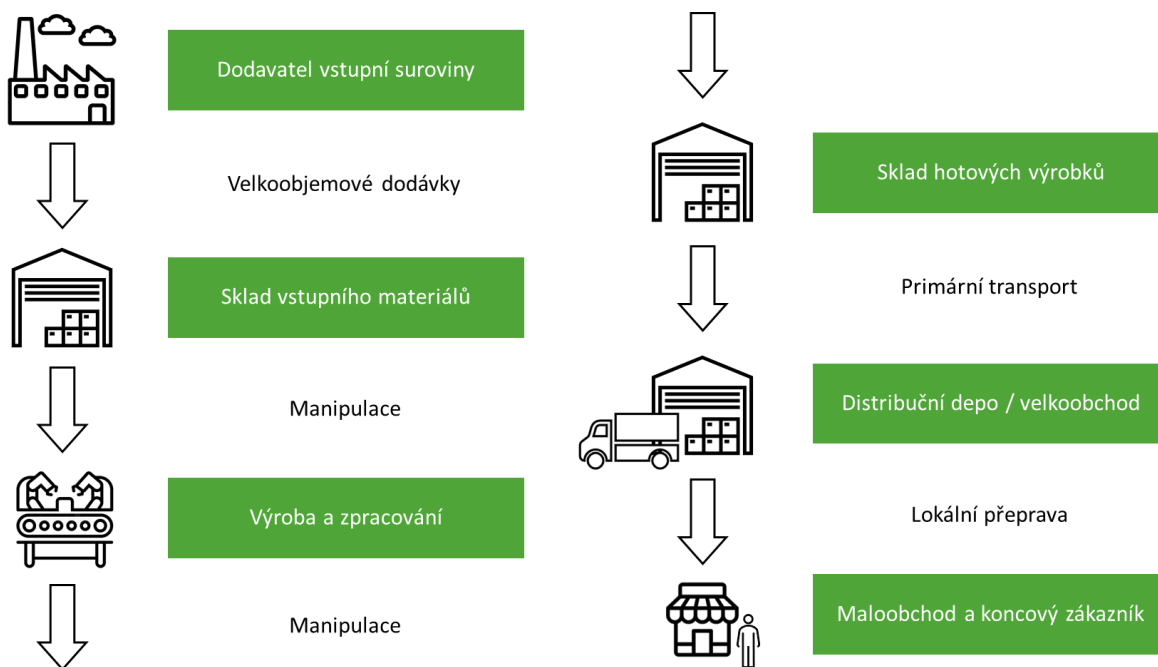 Dodavatel vstupní suroviny
Velkoobjemové dodávky
Sklad vstupního materiálů
Manipulace
Výroba a zpracování
Manipulace
Sklad hotových výrobků
Primární transport
Distribuční depo / velkoobchod
Lokální přeprava
Maloobchod a koncový zákazník